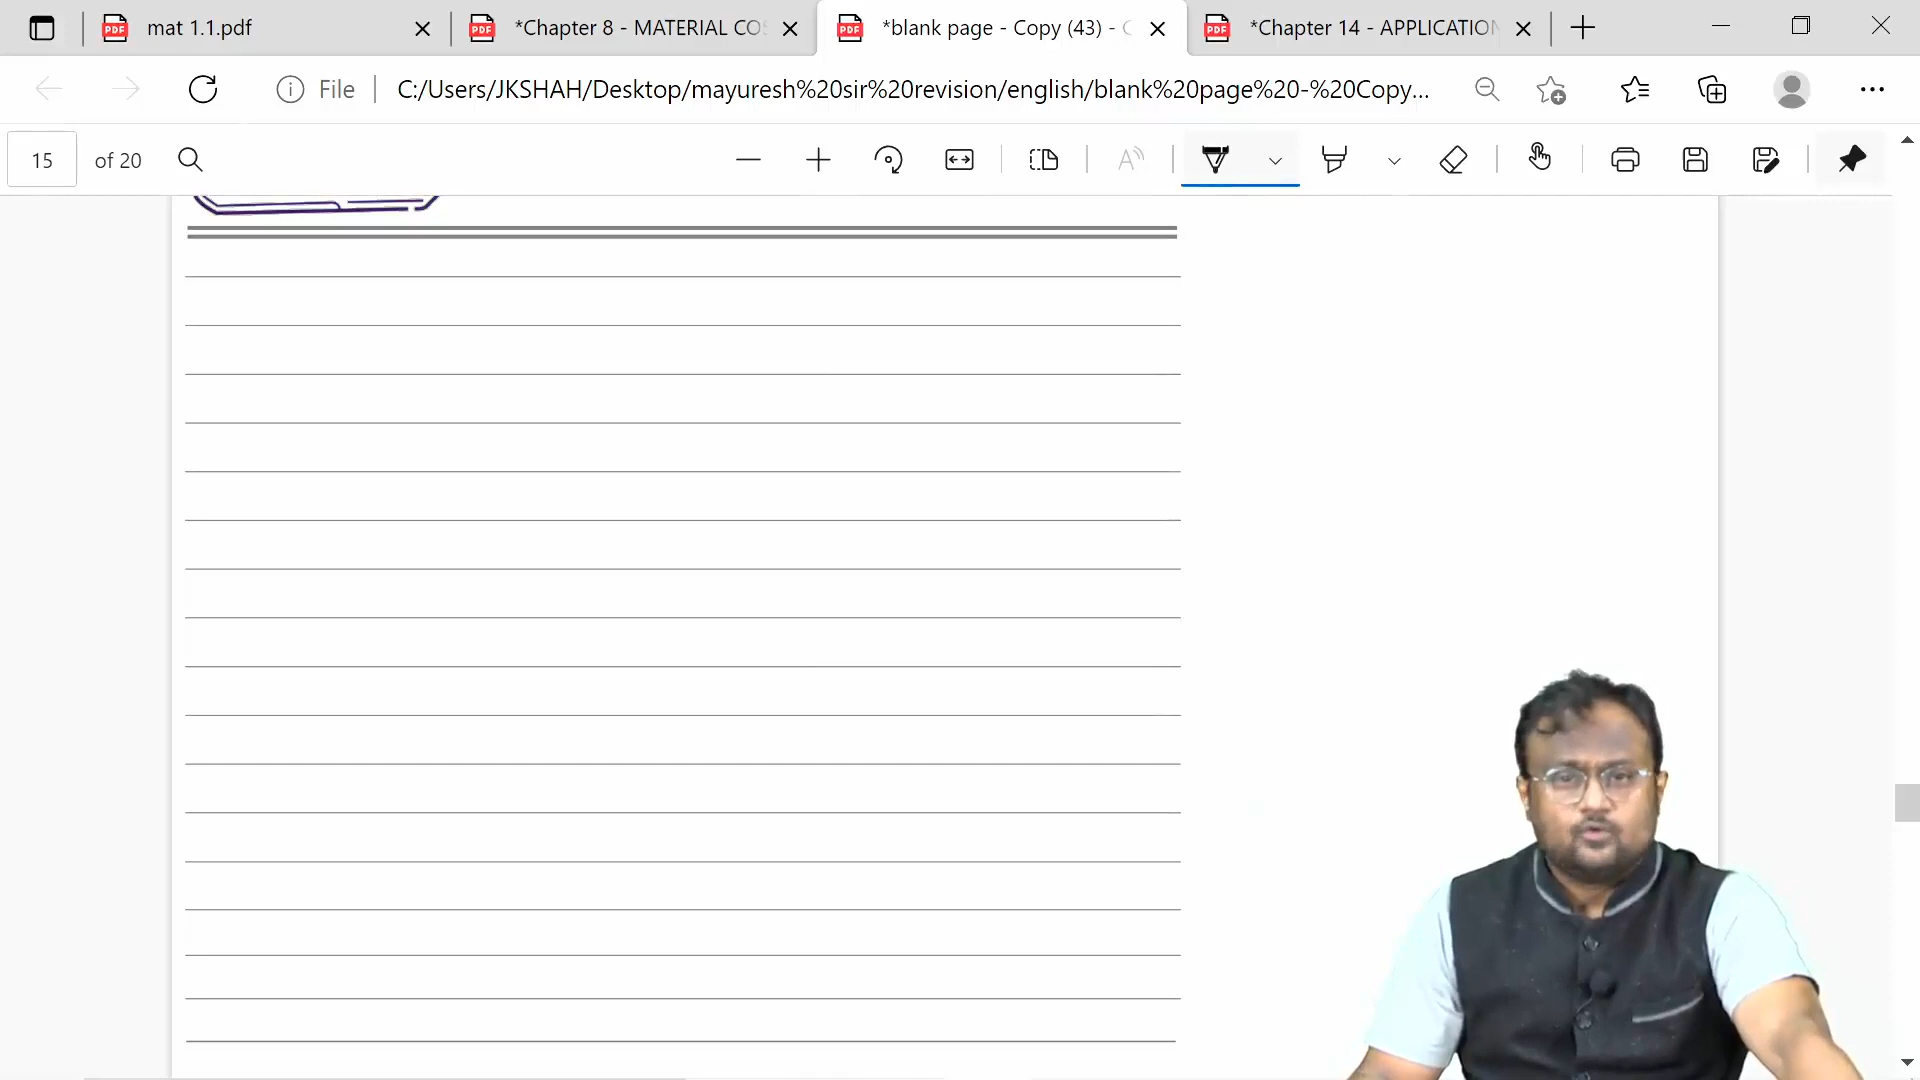 mat 1.1.pdf
*Chapter 8 - MATERIAL CO
*blank page - Copy (43) -
*Chapter 14 - APPLICATION
File
C:/Users/JKSHAH/Desktop/mayuresh%20sir%20revision/english/blank%20page%20-%20Copy...
15 of 20